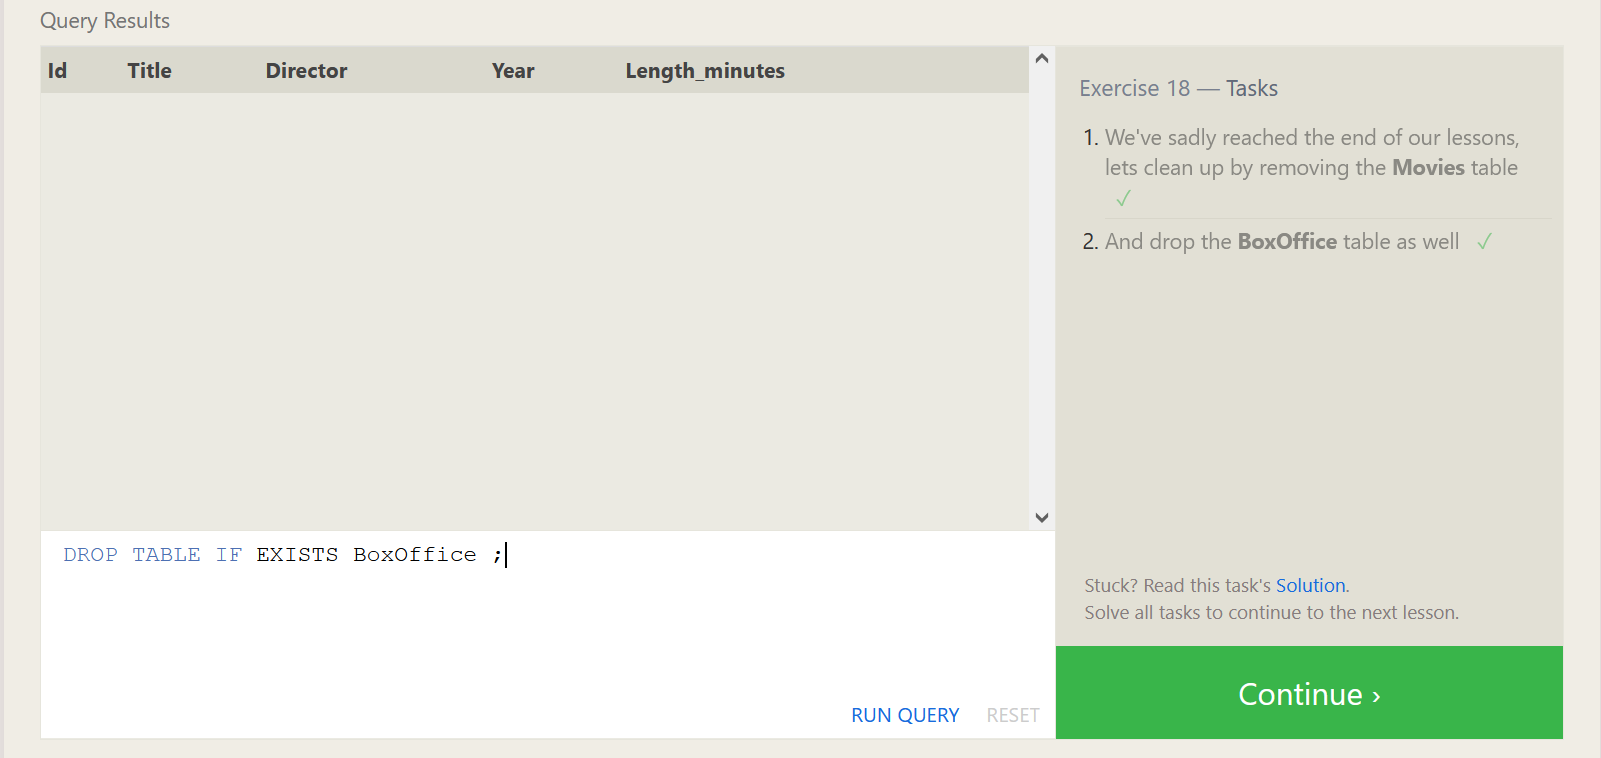 Query Results
Id Title Director Year Length_minutes
Exercise 18 — Tasks
1. We've sadly reached the end of our lessons,
lets clean up by removing the Movies table
✓
2. And drop the BoxOffice table as well ✓
DROP TABLE IF EXISTS BoxOffice ;
Stuck? Read this task's Solution.
Solve all tasks to continue to the next lesson.
RUN QUERY RESET
Continue ›